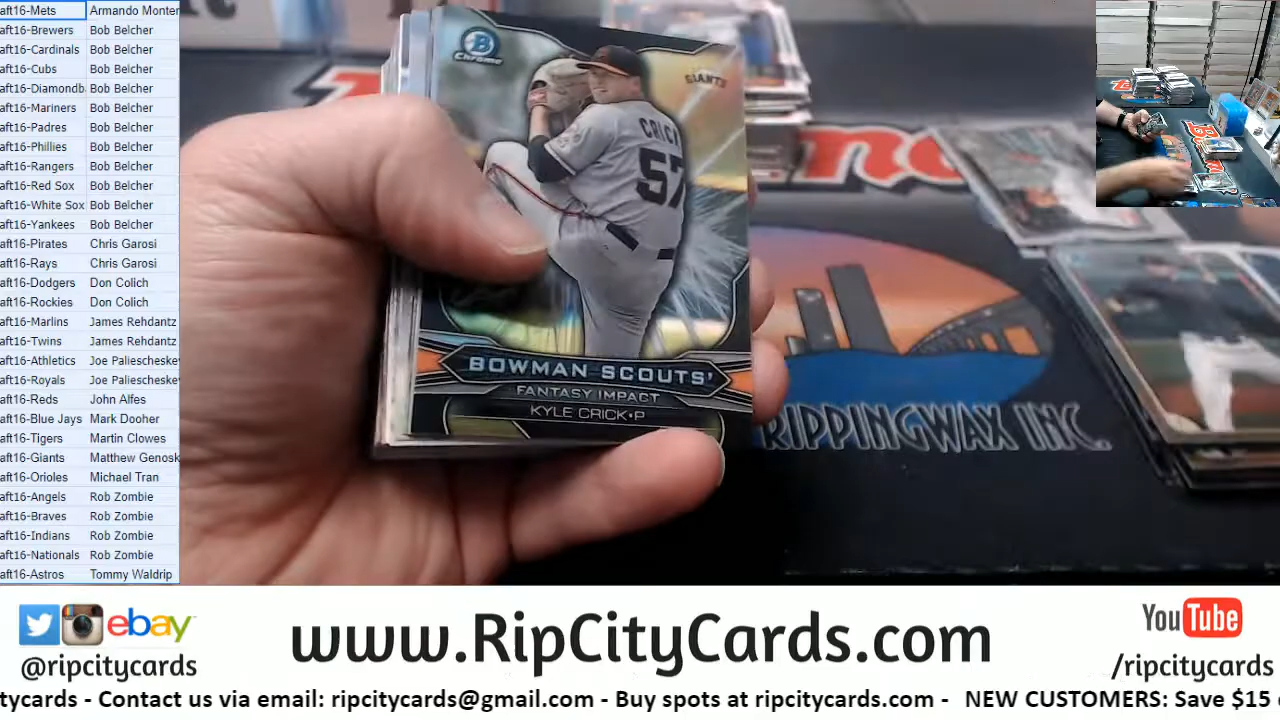 aft16-Mets Armando Monter
aft16-Brewers Bob Belcher
aft16-Cardinals Bob Belcher
aft16-Cubs Bob Belcher
aft16-Diamondb Bob Belcher
aft16-Mariners Bob Belcher
aft16-Padres Bob Belcher
aft16-Phillies Bob Belcher
aft16-Rangers Bob Belcher
aft16-Red Sox Bob Belcher
aft16-White Sox Bob Belcher
aft16-Yankees Bob Belcher
aft16-Pirates Chris Garosi
aft16-Rays Chris Garosi
aft16-Dodgers Don Colich
aft16-Rockies Don Colich
aft16-Marlins James Rehdantz
aft16-Twins James Rehdantz
aft16-Athletics Joe Paliescheske
aft16-Royals Joe Paliescheske
aft16-Reds John Alfes
aft16-Blue Jays Mark Dooher
aft16-Tigers Martin Clowes
aft16-Giants Matthew Genosk
aft16-Orioles Michael Tran
aft16-Angels Rob Zombie
aft16-Braves Rob Zombie
aft16-Indians Rob Zombie
aft16-Nationals Rob Zombie
aft16-Astros Tommy Waldrip
B
Chrome
GIANTS
CRICK
57
BOWMAN SCOUTS'
FANTASY IMPACT
KYLE CRICK•P
RIPPINGWAX INC.
ebay
@ripcitycards
www.RipCityCards.com
YouTube
/ripcitycards
tycards - Contact us via email: ripcitycards@gmail.com - Buy spots at ripcitycards.com - NEW CUSTOMERS: Save $15